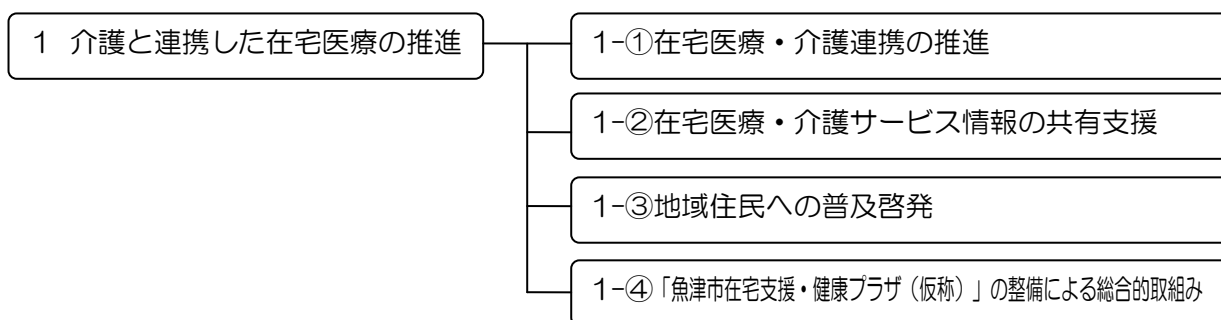 1 介護と連携した在宅医療の推進
1-①在宅医療・介護連携の推進
1-②在宅医療・介護サービス情報の共有支援
1-③地域住民への普及啓発
1-④「魚津市在宅支援・健康プラザ（仮称）」の整備による総合的取組み